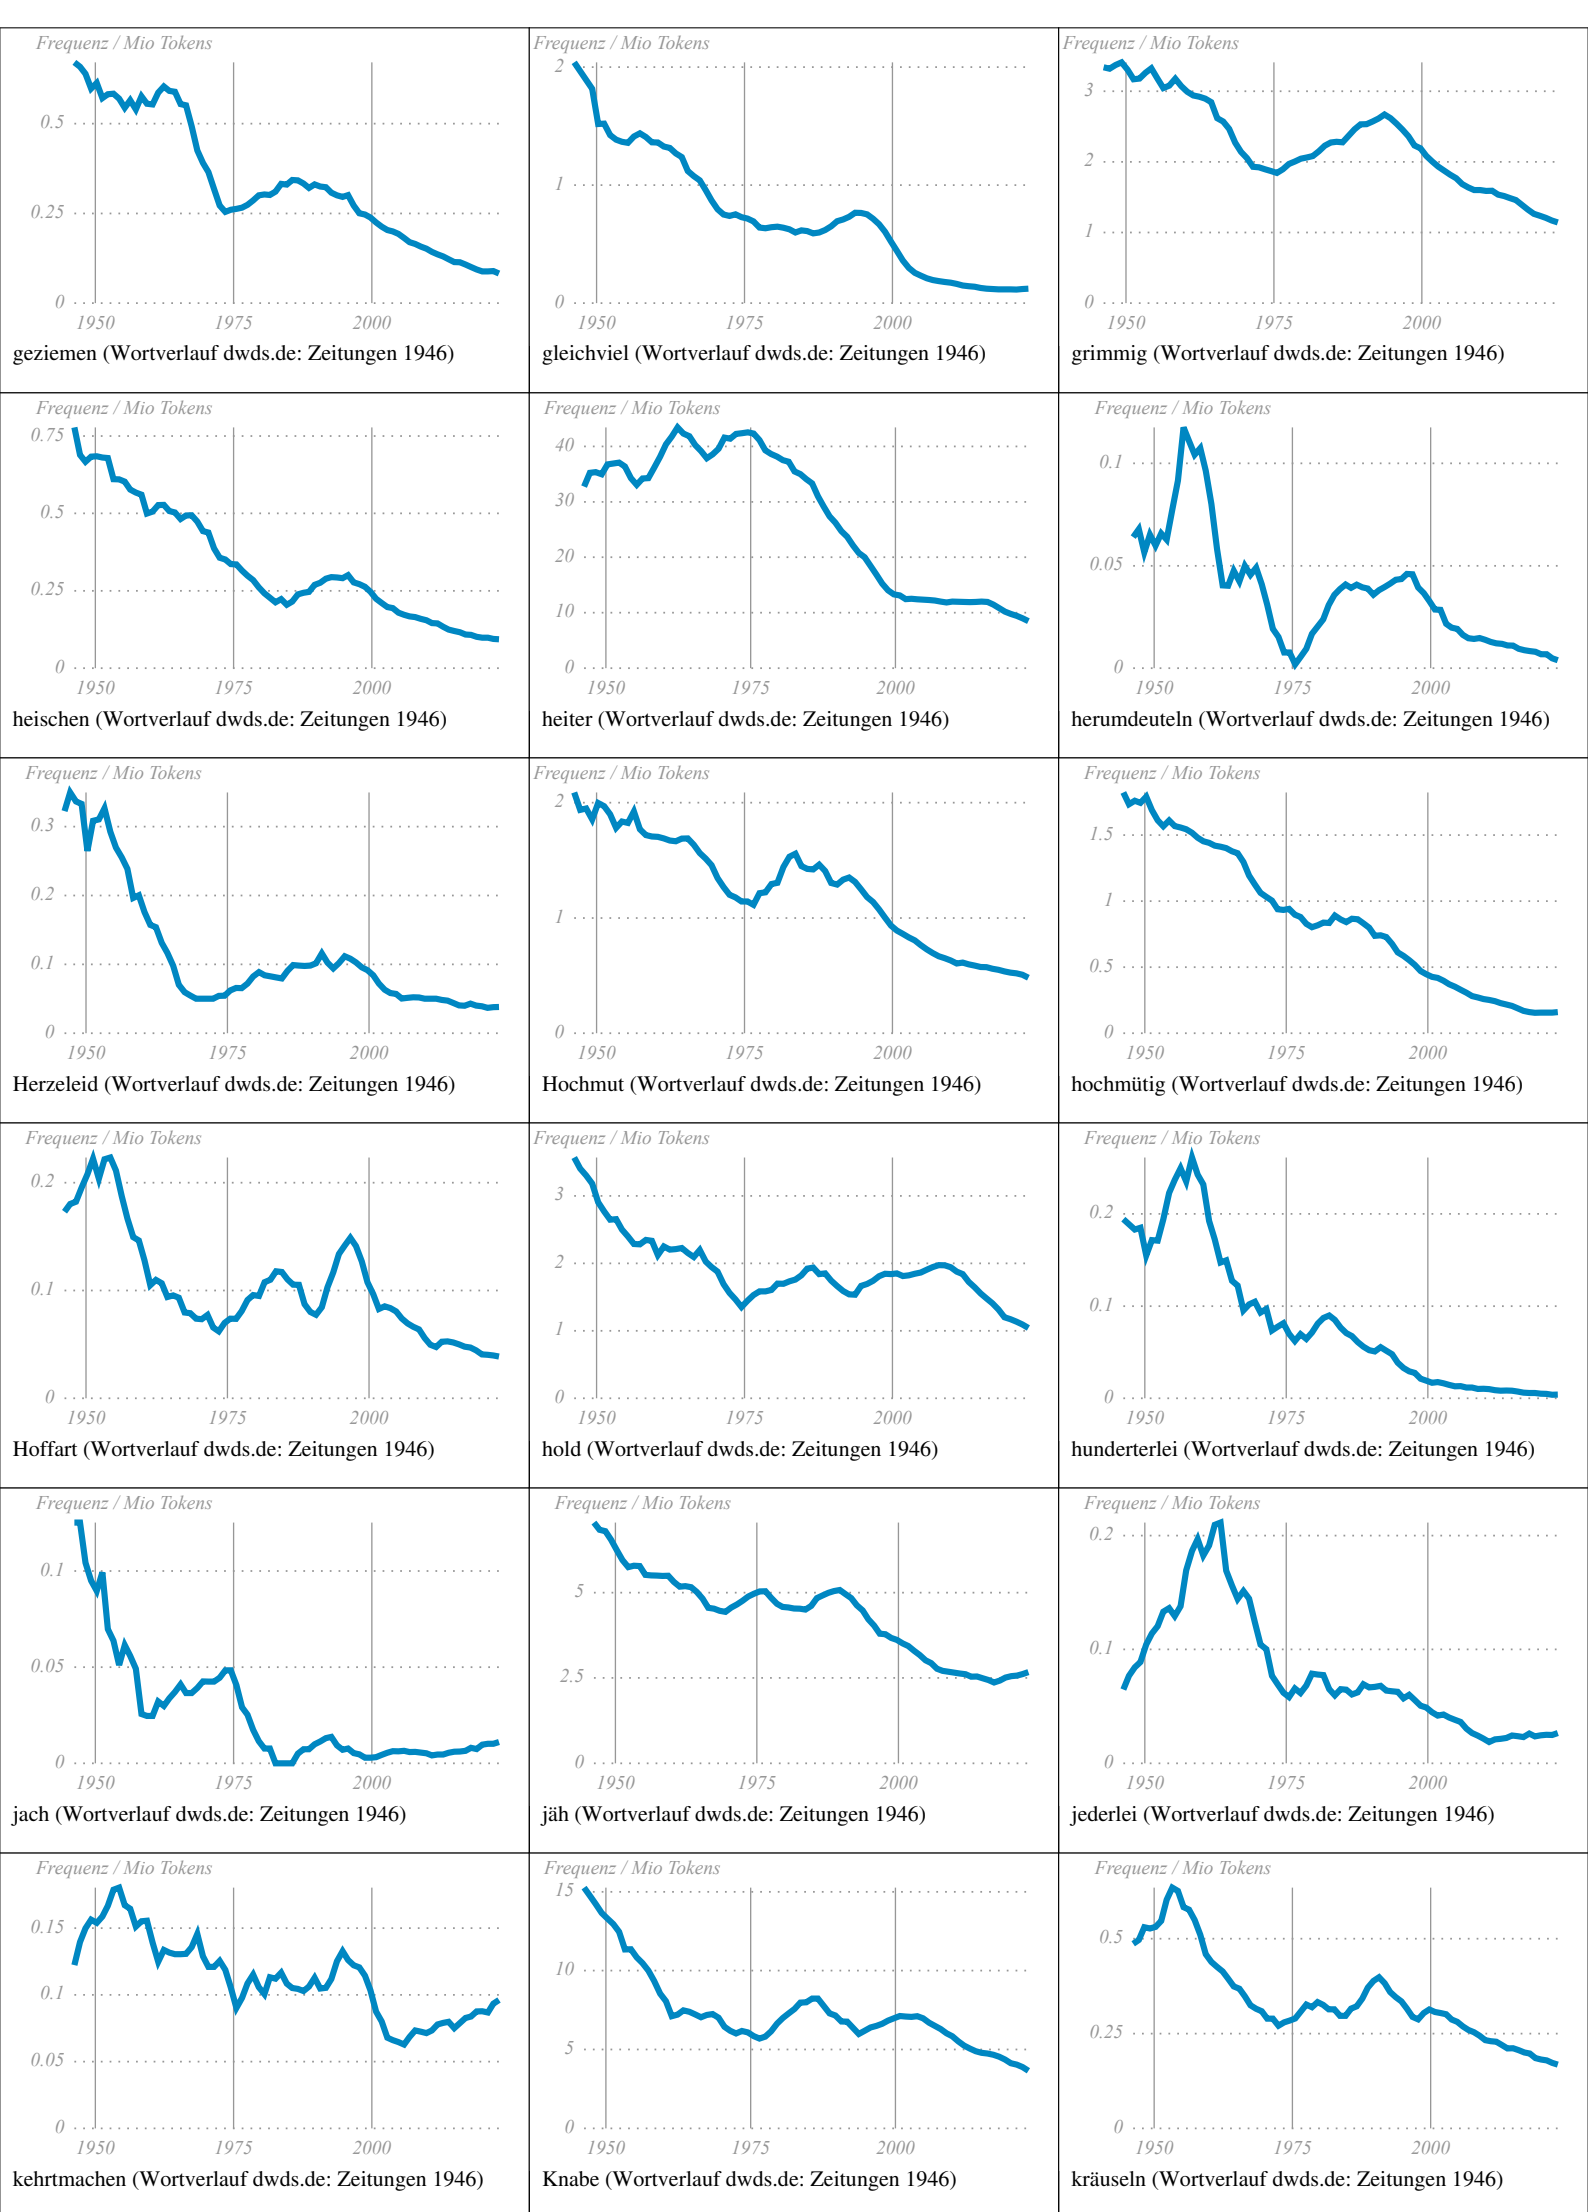 Frequenz / Mio Tokens
0.5
0.25
0
1950 1975 2000
geziemen (Wortverlauf dwds.de: Zeitungen 1946)
Frequenz / Mio Tokens
2
1
0
1950 1975 2000
gleichviel (Wortverlauf dwds.de: Zeitungen 1946)
Frequenz / Mio Tokens
3
2
1
0
1950 1975 2000
grimmig (Wortverlauf dwds.de: Zeitungen 1946)
Frequenz / Mio Tokens
0.75
0.5
0.25
0
1950 1975 2000
heischen (Wortverlauf dwds.de: Zeitungen 1946)
Frequenz / Mio Tokens
40
30
20
10
0
1950 1975 2000
heiter (Wortverlauf dwds.de: Zeitungen 1946)
Frequenz / Mio Tokens
0.1
0.05
0
1950 1975 2000
herumdeuteln (Wortverlauf dwds.de: Zeitungen 1946)
Frequenz / Mio Tokens
0.3
0.2
0.1
0
1950 1975 2000
Herzeleid (Wortverlauf dwds.de: Zeitungen 1946)
Frequenz / Mio Tokens
2
1
0
1950 1975 2000
Hochmut (Wortverlauf dwds.de: Zeitungen 1946)
Frequenz / Mio Tokens
1.5
1
0.5
0
1950 1975 2000
hochmütig (Wortverlauf dwds.de: Zeitungen 1946)
Frequenz / Mio Tokens
0.2
0.1
0
1950 1975 2000
Hoffart (Wortverlauf dwds.de: Zeitungen 1946)
Frequenz / Mio Tokens
3
2
1
0
1950 1975 2000
hold (Wortverlauf dwds.de: Zeitungen 1946)
Frequenz / Mio Tokens
0.2
0.1
0
1950 1975 2000
hunderterlei (Wortverlauf dwds.de: Zeitungen 1946)
Frequenz / Mio Tokens
0.1
0.05
0
1950 1975 2000
jach (Wortverlauf dwds.de: Zeitungen 1946)
Frequenz / Mio Tokens
5
2.5
0
1950 1975 2000
jäh (Wortverlauf dwds.de: Zeitungen 1946)
Frequenz / Mio Tokens
0.2
0.1
0
1950 1975 2000
jederlei (Wortverlauf dwds.de: Zeitungen 1946)
Frequenz / Mio Tokens
0.15
0.1
0.05
0
1950 1975 2000
kehrtmachen (Wortverlauf dwds.de: Zeitungen 1946)
Frequenz / Mio Tokens
15
10
5
0
1950 1975 2000
Knabe (Wortverlauf dwds.de: Zeitungen 1946)
Frequenz / Mio Tokens
0.5
0.25
0
1950 1975 2000
kräuseln (Wortverlauf dwds.de: Zeitungen 1946)